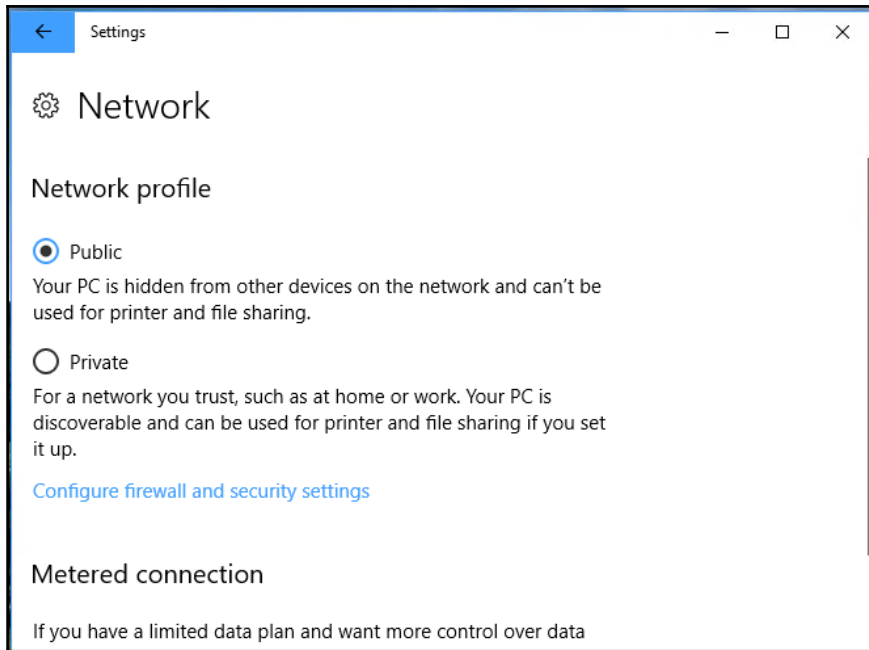 Settings
Network
Network profile
Public
Your PC is hidden from other devices on the network and can't be
used for printer and file sharing.
Private
For a network you trust, such as at home or work. Your PC is
discoverable and can be used for printer and file sharing if you set
it up.
Configure firewall and security settings
Metered connection
If you have a limited data plan and want more control over data